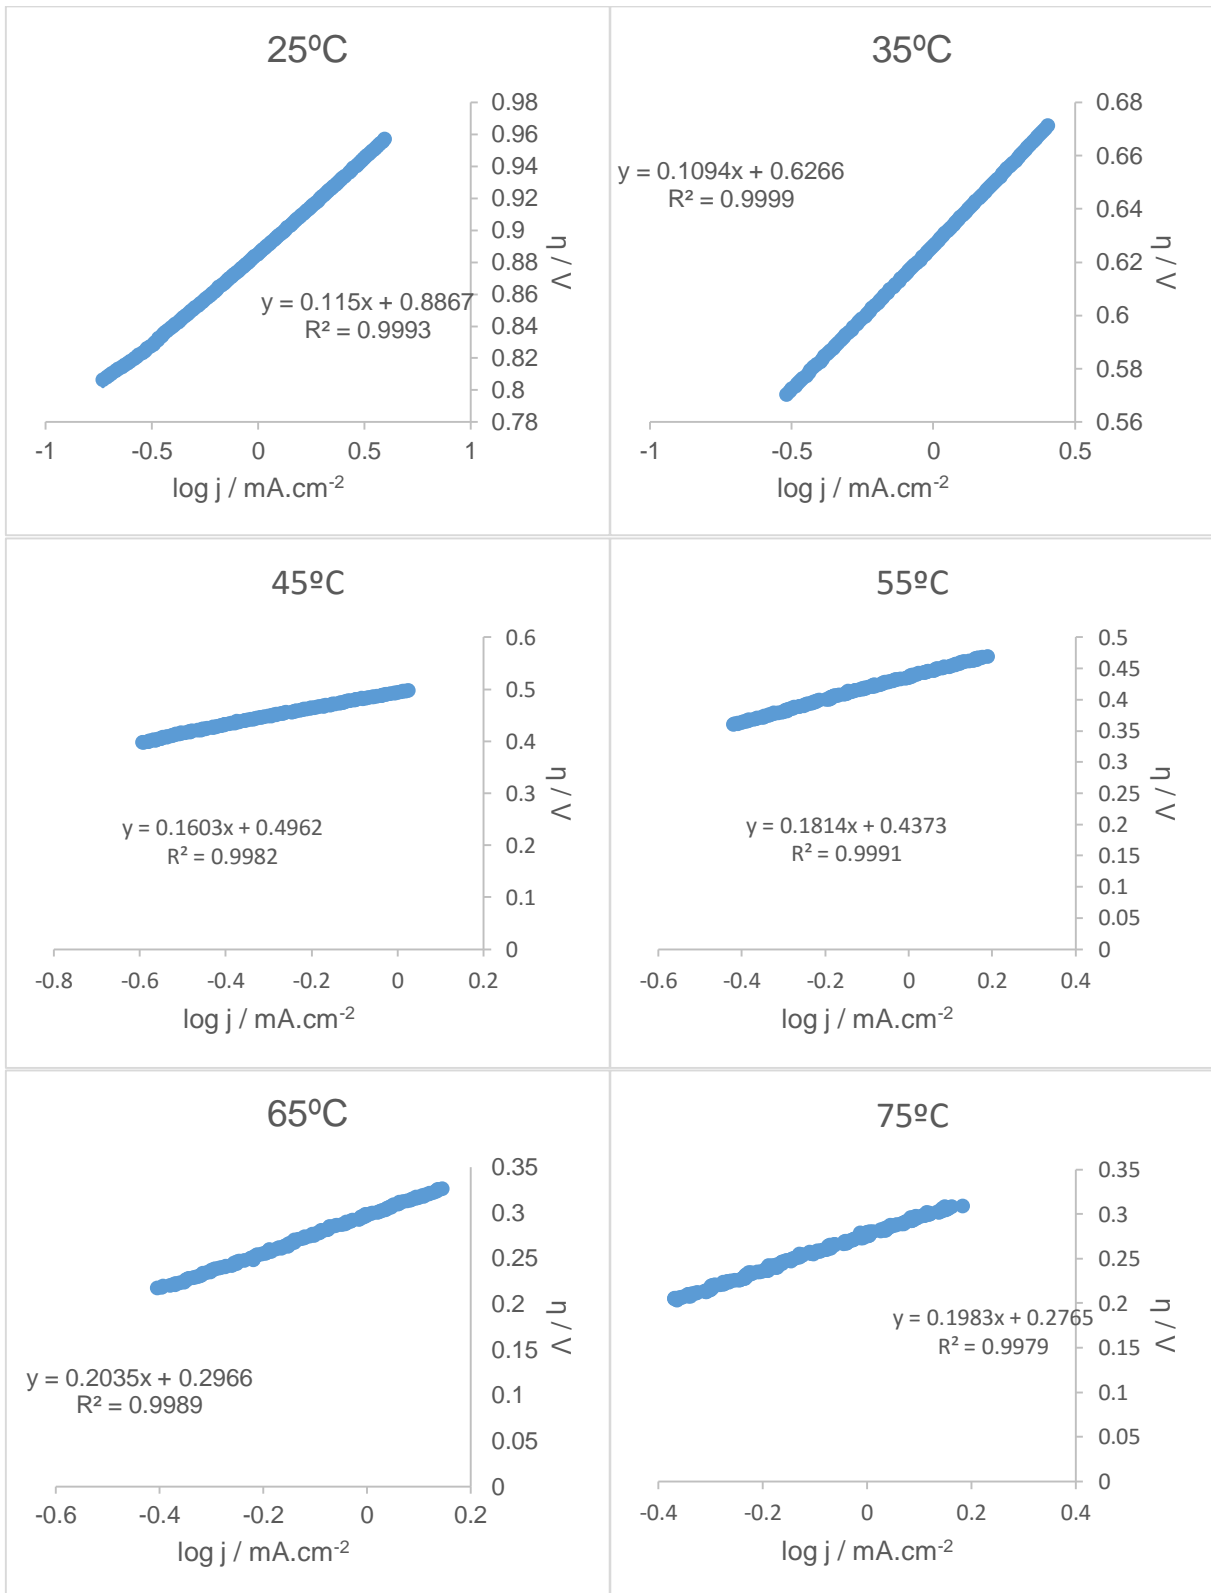 25⁰C
0.98
0.96
0.94
0.92
0.9
0.88
0.86
0.84
0.82
0.8
0.78
η / V
y = 0.115x + 0.8867
R² = 0.9993
-1 -0.5 0 0.5 1
log j / mA.cm-2
35⁰C
0.68
0.66
0.64
0.62
0.6
0.58
0.56
η / V
y = 0.1094x + 0.6266
R² = 0.9999
-1 -0.5 0 0.5
log j / mA.cm-2
45ºC
0.6
0.5
0.4
0.3
0.2
0.1
0
η / V
y = 0.1603x + 0.4962
R² = 0.9982
-0.8 -0.6 -0.4 -0.2 0 0.2
log j / mA.cm-2
55ºC
0.5
0.45
0.4
0.35
0.3
0.25
0.2
0.15
0.1
0.05
0
η / V
y = 0.1814x + 0.4373
R² = 0.9991
-0.6 -0.4 -0.2 0 0.2 0.4
log j / mA.cm-2
65⁰C
0.35
0.3
0.25
0.2
0.15
0.1
0.05
0
η / V
y = 0.2035x + 0.2966
R² = 0.9989
-0.6 -0.4 -0.2 0 0.2
log j / mA.cm-2
75ºC
0.35
0.3
0.25
0.2
0.15
0.1
0.05
0
η / V
y = 0.1983x + 0.2765
R² = 0.9979
-0.4 -0.2 0 0.2 0.4
log j / mA.cm-2